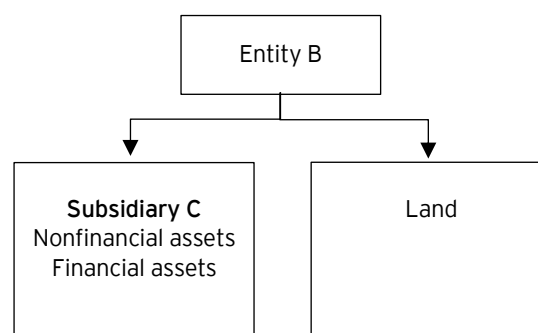 Entity B
Subsidiary C
Nonfinancial assets
Financial assets
Land